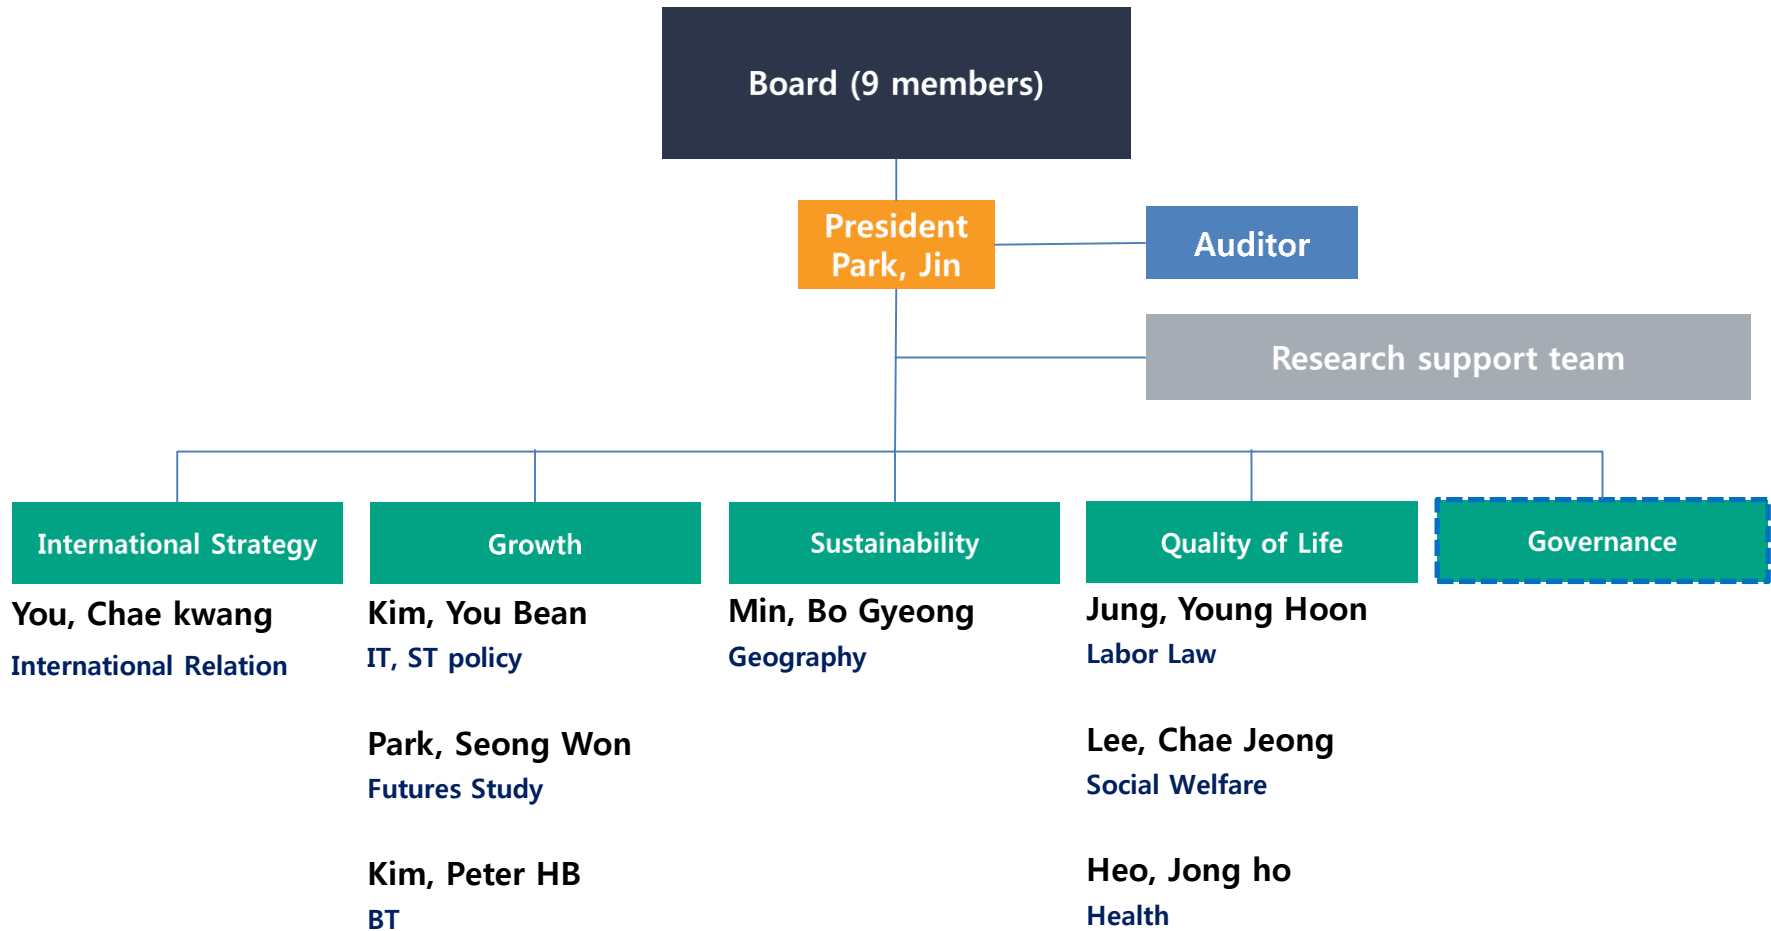 Board (9 members)
President
Park, Jin
Auditor
Research support team
International Strategy
Growth
Sustainability
Quality of Life
Governance
You, Chae kwang
International Relation
Kim, You Bean
IT, ST policy
Park, Seong Won
Futures Study
Kim, Peter HB
BT
Min, Bo Gyeong
Geography
Jung, Young Hoon
Labor Law
Lee, Chae Jeong
Social Welfare
Heo, Jong ho
Health